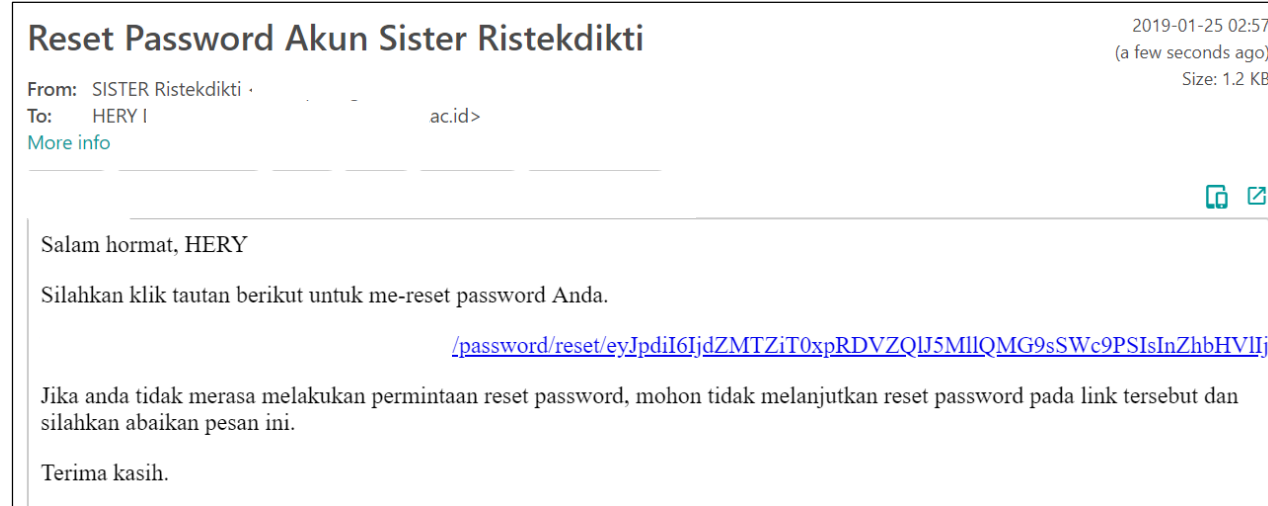 Reset Password Akun Sister Ristekdikti
2019-01-25 02:57
(a few seconds ago)
Size: 1.2 KB
From: SISTER Ristekdikti
To: HERY ac.id>
More info
Salam hormat, HERY
Silahkan klik tautan berikut untuk me-reset password Anda.
/password/reset/eyJpdiI6IjdZMTZiT0xpRDVZQlJ5MllQMG9sSWc9PSIsInZhbHVlIj
Jika anda tidak merasa melakukan permintaan reset password, mohon tidak melanjutkan reset password pada link tersebut dan
silahkan abaikan pesan ini.
Terima kasih.